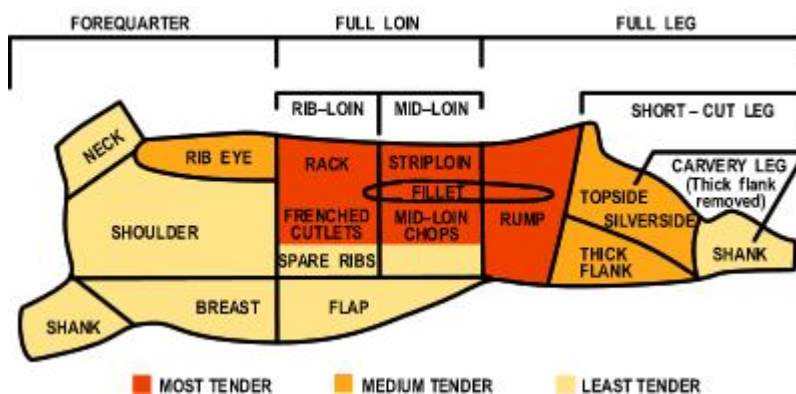 FOREQUARTER
FULL LOIN
FULL LEG
RIB–LOIN
MID–LOIN
SHORT–CUT LEG
NECK
RIB EYE
RACK
STRIPLOIN
CARVERY LEG
(Thick flank
removed)
FILLET
TOPSIDE
SHOULDER
FRENCHED
CUTLETS
MID–LOIN
CHOPS
RUMP
SILVERSIDE
SPARE RIBS
THICK
FLANK
SHANK
BREAST
FLAP
SHANK
MOST TENDER
MEDIUM TENDER
LEAST TENDER